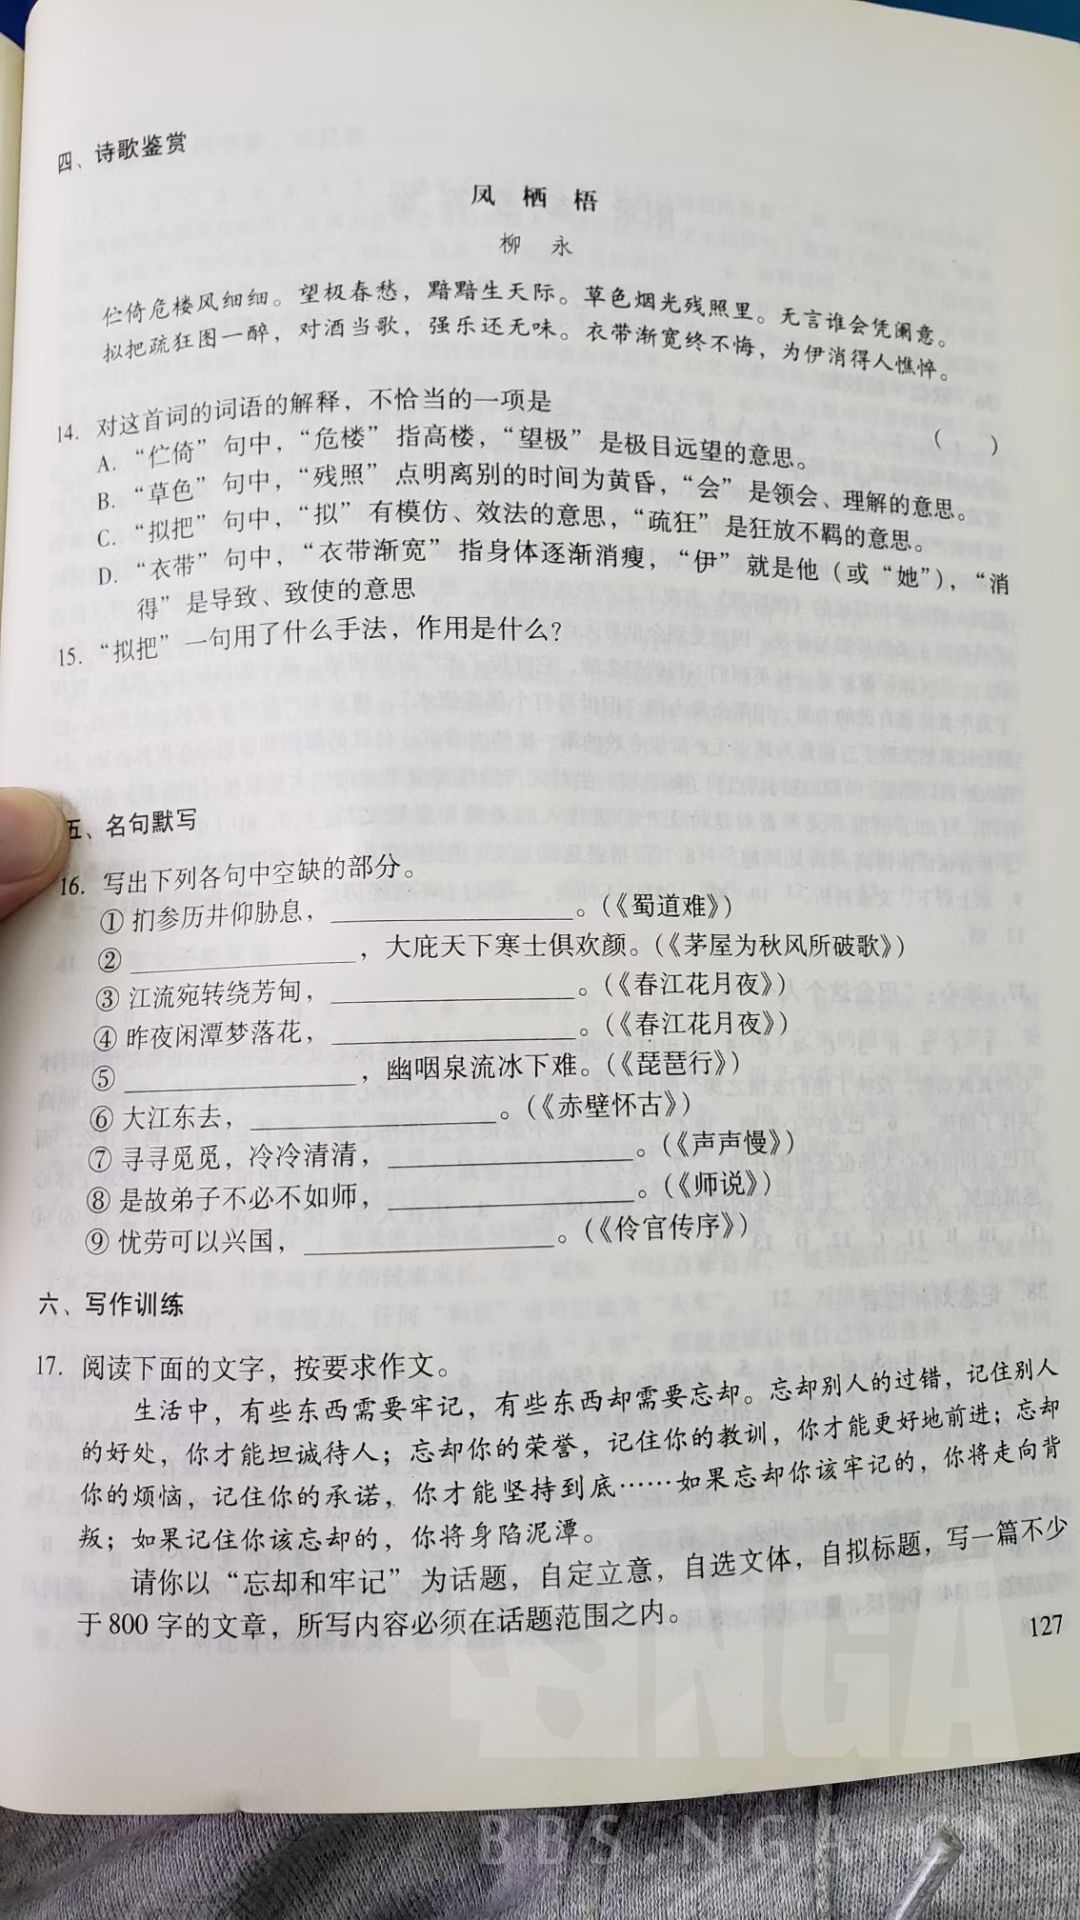 四、诗歌鉴赏
凤栖梧
柳永
伫倚危楼风细细。望极春愁，黯黯生天际。草色烟光残照里。无言谁会凭阑意。
拟把疏狂图一醉，对酒当歌，强乐还无味。衣带渐宽终不悔，为伊消得人憔悴。
14. 对这首词的词语的解释，不恰当的一项是（ ）
A. “伫倚”句中，“危楼”指高楼，“望极”是极目远望的意思。
B. “草色”句中，“残照”点明离别的时间为黄昏，“会”是领会、理解的意思。
C. “拟把”句中，“拟”有模仿、效法的意思，“疏狂”是狂放不羁的意思。
D. “衣带”句中，“衣带渐宽”指身体逐渐消瘦，“伊”就是他（或“她”），“消
得”是导致、致使的意思
15. “拟把”一句用了什么手法，作用是什么？
五、名句默写
16. 写出下列各句中空缺的部分。
① 扪参历井仰胁息，____________。（《蜀道难》）
② ____________，大庇天下寒士俱欢颜。（《茅屋为秋风所破歌》）
③ 江流宛转绕芳甸，____________。（《春江花月夜》）
④ 昨夜闲潭梦落花，____________。（《春江花月夜》）
⑤ ____________，幽咽泉流冰下难。（《琵琶行》）
⑥ 大江东去，____________。（《赤壁怀古》）
⑦ 寻寻觅觅，冷冷清清，____________。（《声声慢》）
⑧ 是故弟子不必不如师，____________。（《师说》）
⑨ 忧劳可以兴国，____________。（《伶官传序》）
六、写作训练
17. 阅读下面的文字，按要求作文。
生活中，有些东西需要牢记，有些东西却需要忘却。忘却别人的过错，记住别人
的好处，你才能坦诚待人；忘却你的荣誉，记住你的教训，你才能更好地前进；忘却
你的烦恼，记住你的承诺，你才能坚持到底……如果忘却你该牢记的，你将走向背
叛；如果记住你该忘却的，你将身陷泥潭。
请你以“忘却和牢记”为话题，自定立意，自选文体，自拟标题，写一篇不少
于800字的文章，所写内容必须在话题范围之内。
127
NGA
BBS.NGA.CN